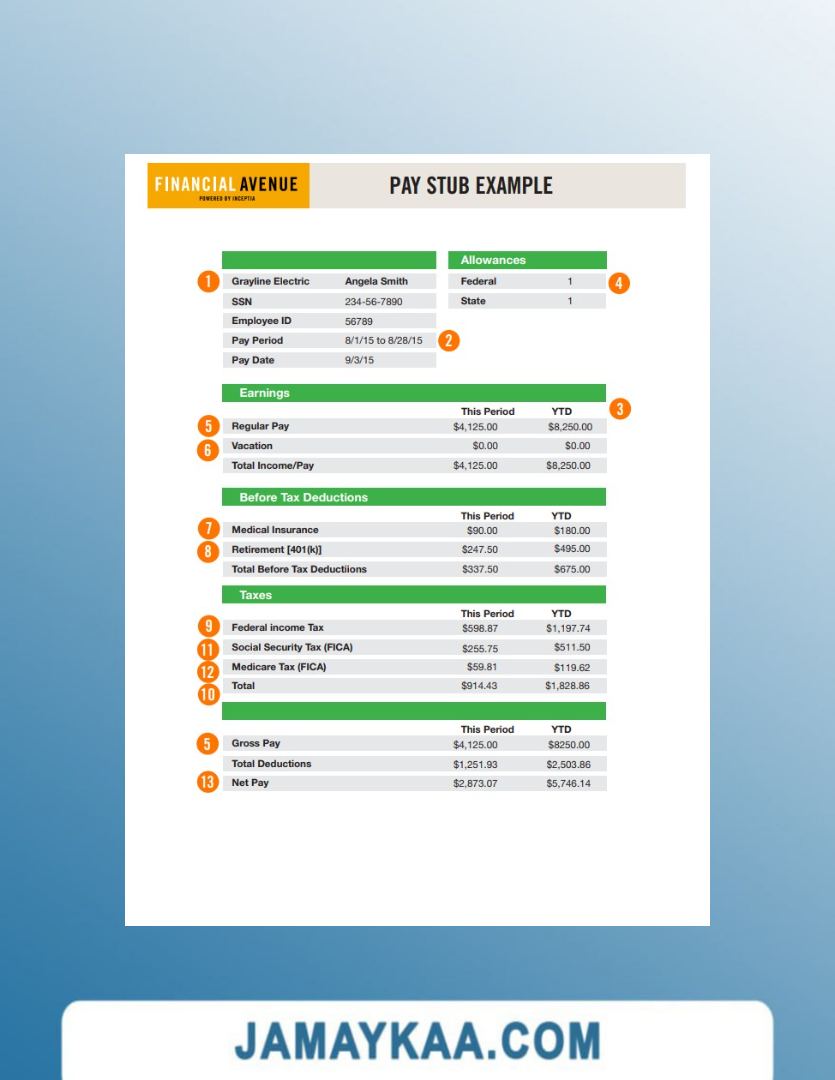 FINANCIAL AVENUE
POWERED BY INCEPTIA
PAY STUB EXAMPLE
Allowances
1 Grayline Electric Angela Smith Federal 1 4
SSN 234-56-7890 State 1
Employee ID 56789
Pay Period 8/1/15 to 8/28/15 2
Pay Date 9/3/15
Earnings
This Period YTD 3
5 Regular Pay $4,125.00 $8,250.00
6 Vacation $0.00 $0.00
Total Income/Pay $4,125.00 $8,250.00
Before Tax Deductions
This Period YTD
7 Medical Insurance $90.00 $180.00
8 Retirement [401(k)] $247.50 $495.00
Total Before Tax Deductiions $337.50 $675.00
Taxes
This Period YTD
9 Federal income Tax $598.87 $1,197.74
11 Social Security Tax (FICA) $255.75 $511.50
12 Medicare Tax (FICA) $59.81 $119.62
10 Total $914.43 $1,828.86
This Period YTD
5 Gross Pay $4,125.00 $8250.00
Total Deductions $1,251.93 $2,503.86
13 Net Pay $2,873.07 $5,746.14
JAMAYKAA.COM